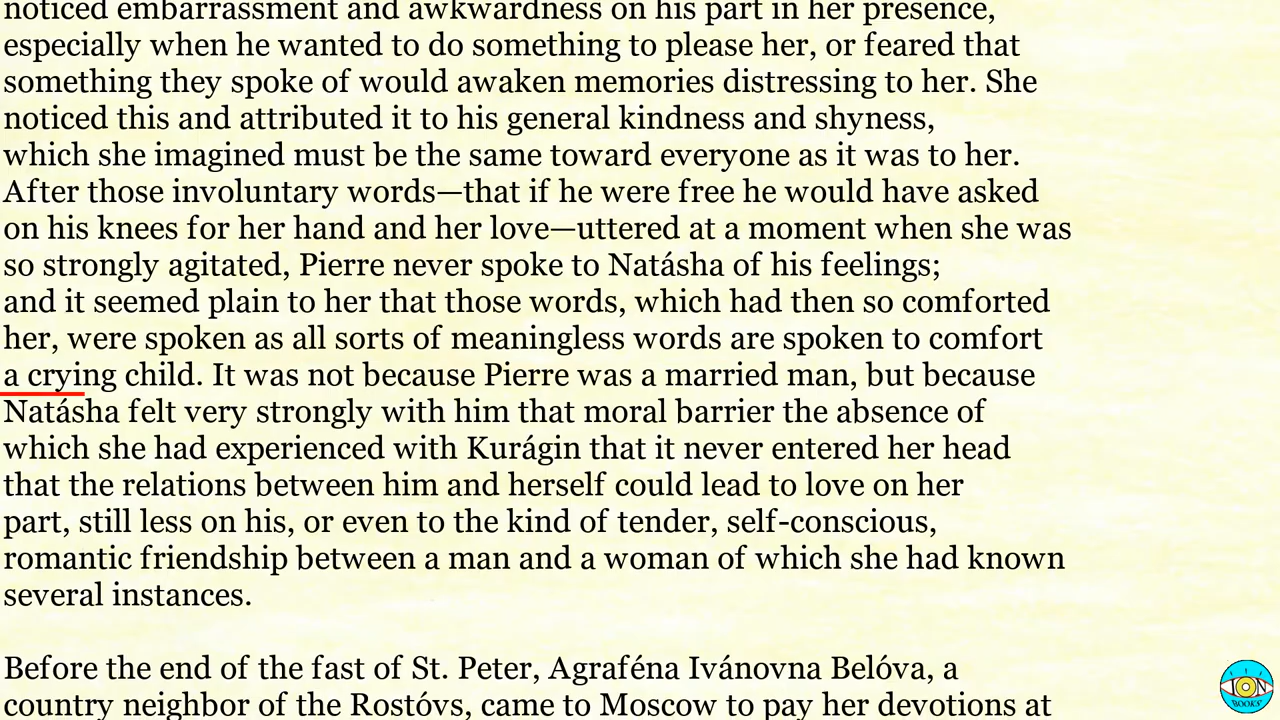 noticed embarrassment and awkwardness on his part in her presence,
especially when he wanted to do something to please her, or feared that
something they spoke of would awaken memories distressing to her. She
noticed this and attributed it to his general kindness and shyness,
which she imagined must be the same toward everyone as it was to her.
After those involuntary words—that if he were free he would have asked
on his knees for her hand and her love—uttered at a moment when she was
so strongly agitated, Pierre never spoke to Natásha of his feelings;
and it seemed plain to her that those words, which had then so comforted
her, were spoken as all sorts of meaningless words are spoken to comfort
a crying child. It was not because Pierre was a married man, but because
Natásha felt very strongly with him that moral barrier the absence of
which she had experienced with Kurágin that it never entered her head
that the relations between him and herself could lead to love on her
part, still less on his, or even to the kind of tender, self-conscious,
romantic friendship between a man and a woman of which she had known
several instances.
Before the end of the fast of St. Peter, Agraféna Ivánovna Belóva, a
country neighbor of the Rostóvs, came to Moscow to pay her devotions at
ION
BOOKS